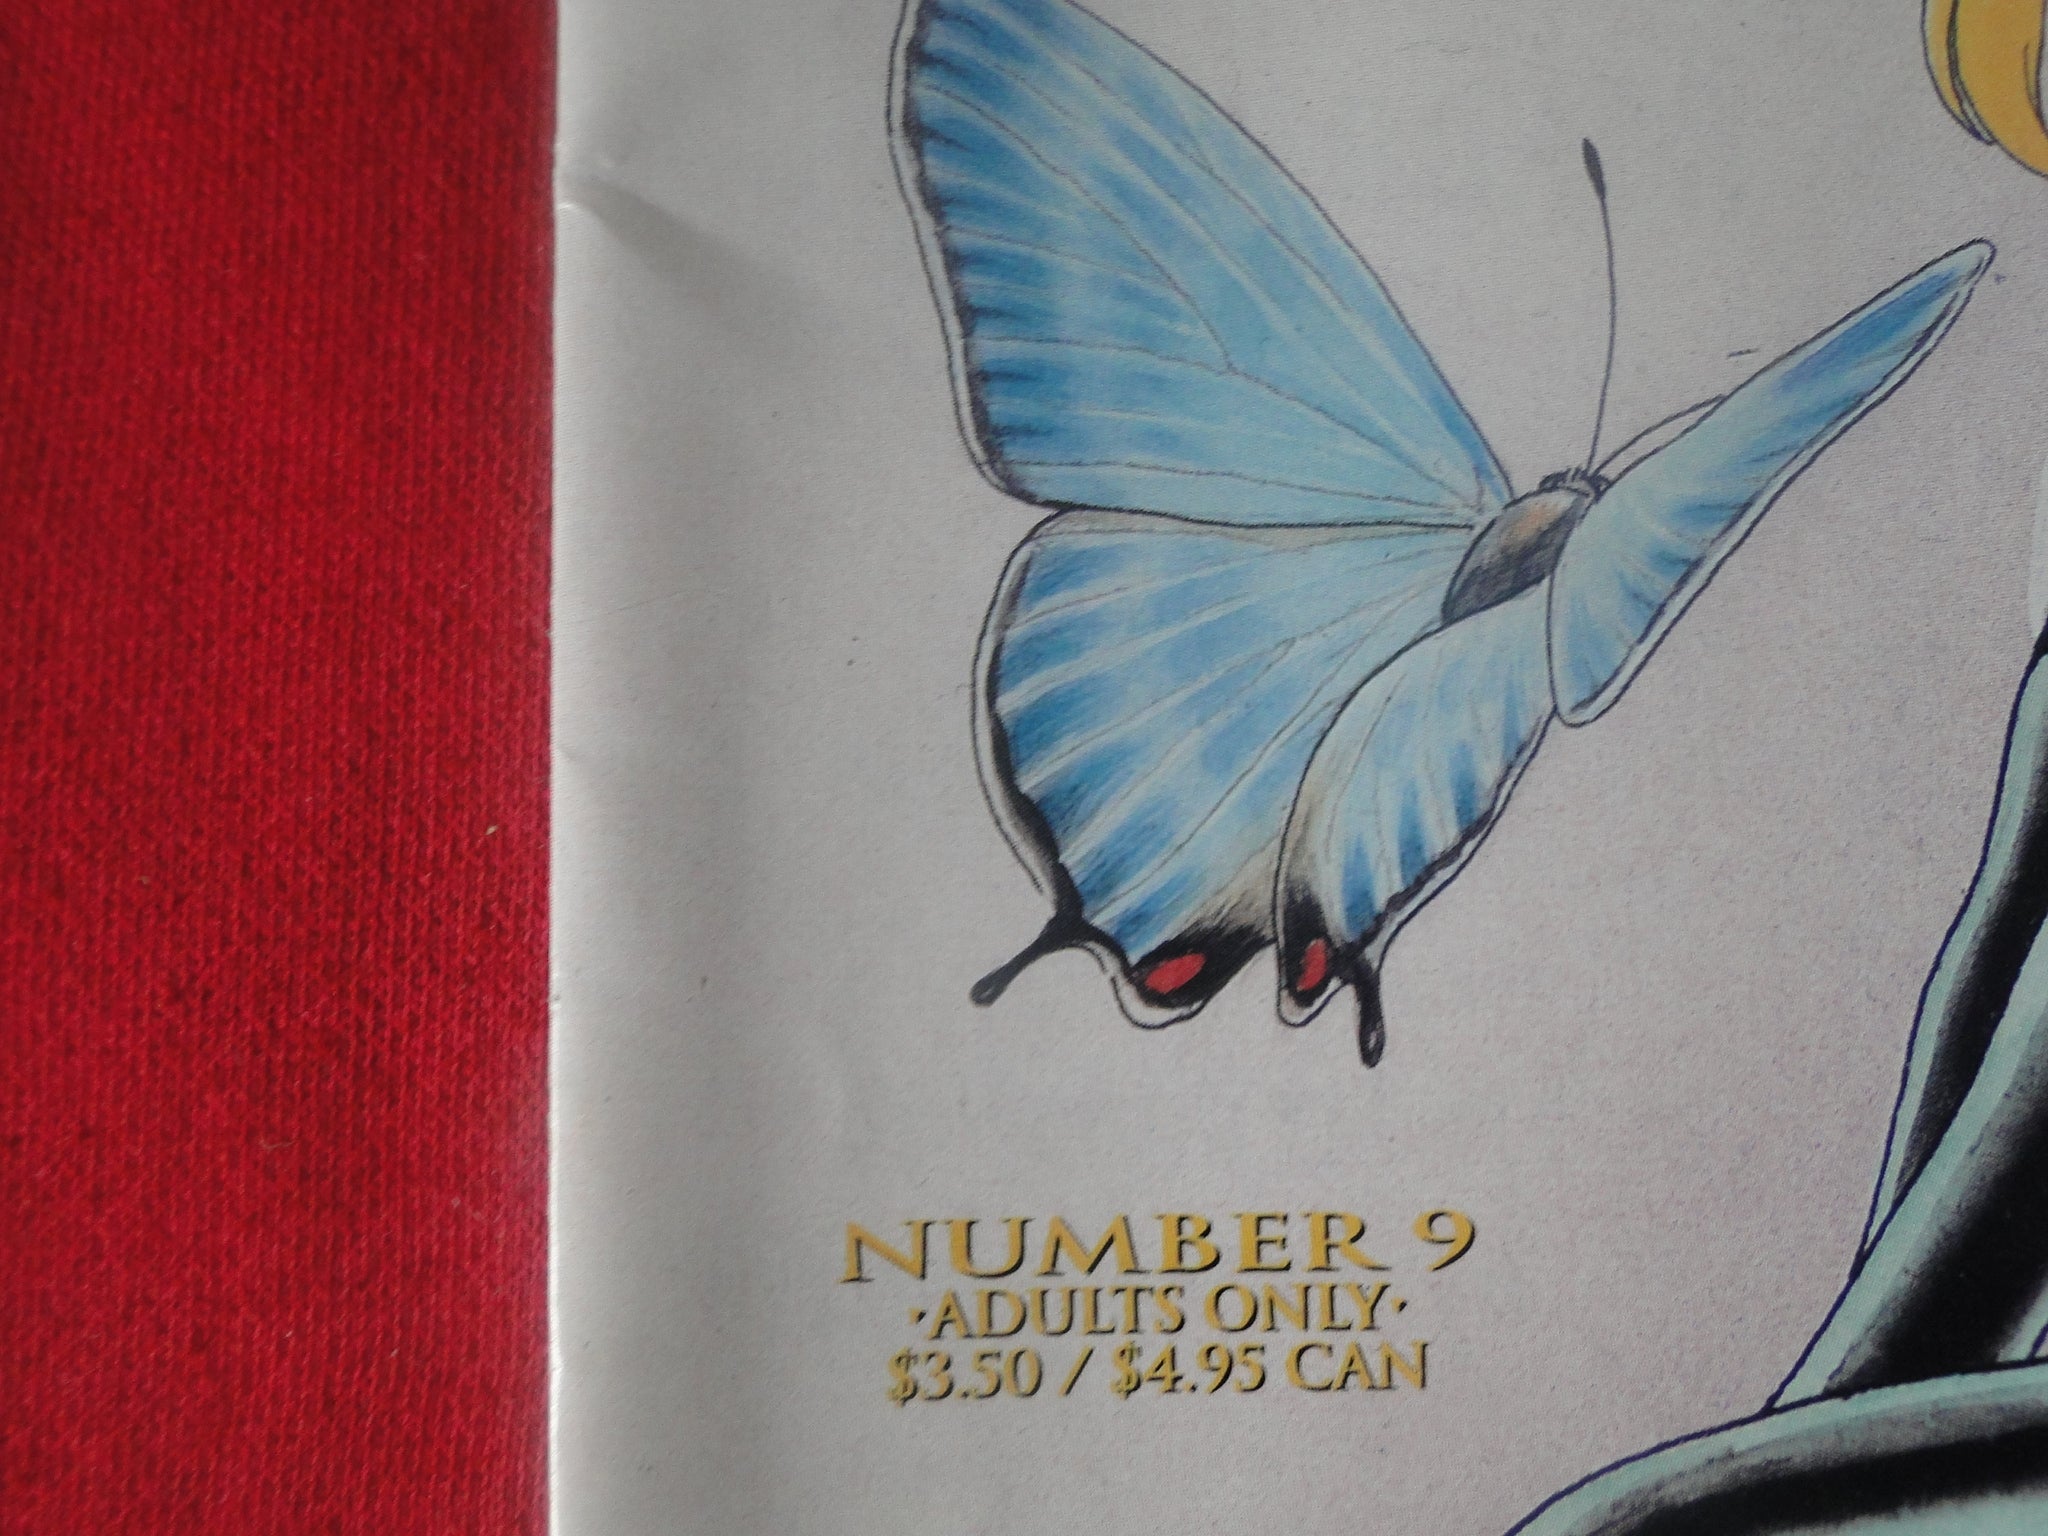 NUMBER 9
·ADULTS ONLY·
$3.50 / $4.95 CAN